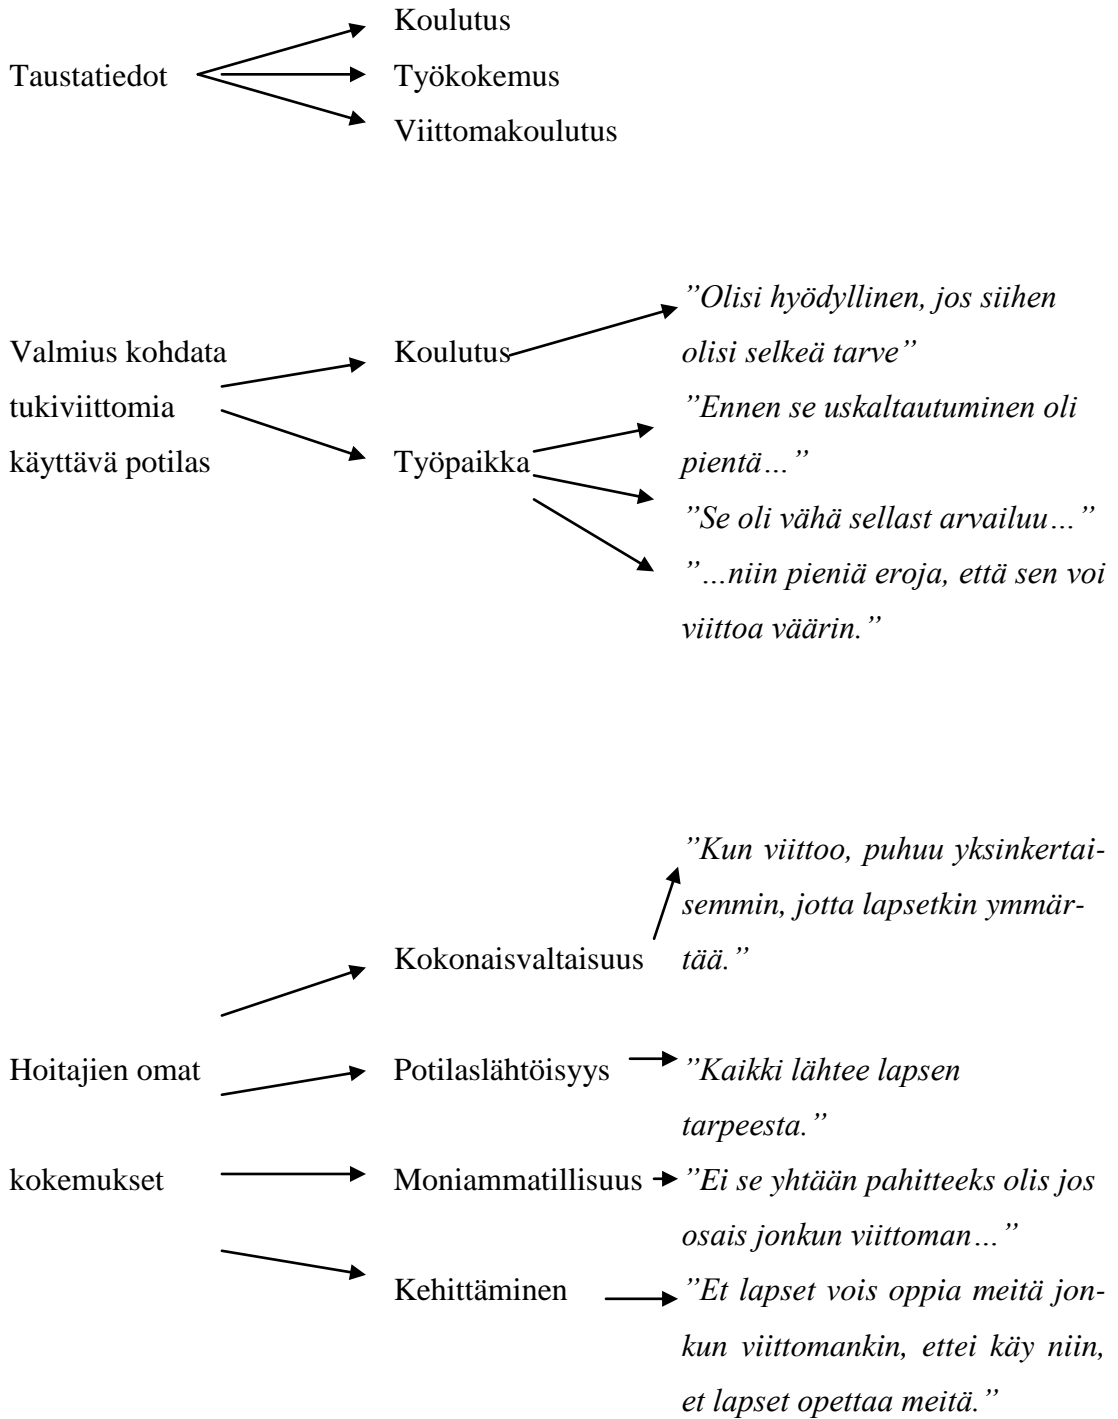 Koulutus
Taustatiedot
Työkokemus
Viittomakoulutus
Valmius kohdata
tukiviittomia
käyttävä potilas
Koulutus
”Olisi hyödyllinen, jos siihen
olisi selkeä tarve”
Työpaikka
”Ennen se uskaltautuminen oli
pientä…”
”Se oli vähä sellast arvailuu…”
”…niin pieniä eroja, että sen voi
viittoa väärin.”
Hoitajien omat
kokemukset
Kokonaisvaltaisuus
”Kun viittoo, puhuu yksinkertai-
semmin, jotta lapsetkin ymmär-
tää.”
Potilaslähtöisyys
”Kaikki lähtee lapsen
tarpeesta.”
Moniammatillisuus
”Ei se yhtään pahitteeks olis jos
osais jonkun viittoman…”
Kehittäminen
”Et lapset vois oppia meitä jon-
kun viittomankin, ettei käy niin,
et lapset opettaa meitä.”